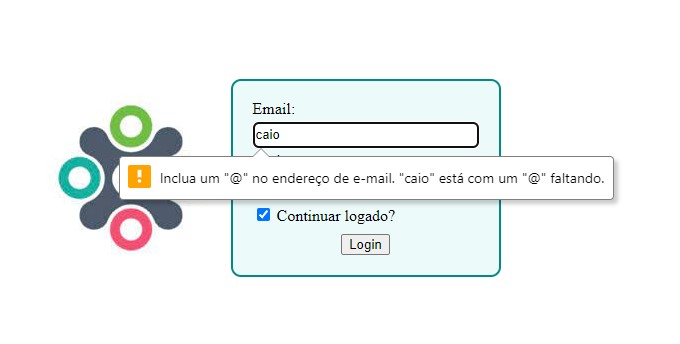 Email:
caio
Inclua um "@" no endereço de e-mail. "caio" está com um "@" faltando.
Continuar logado?
Login